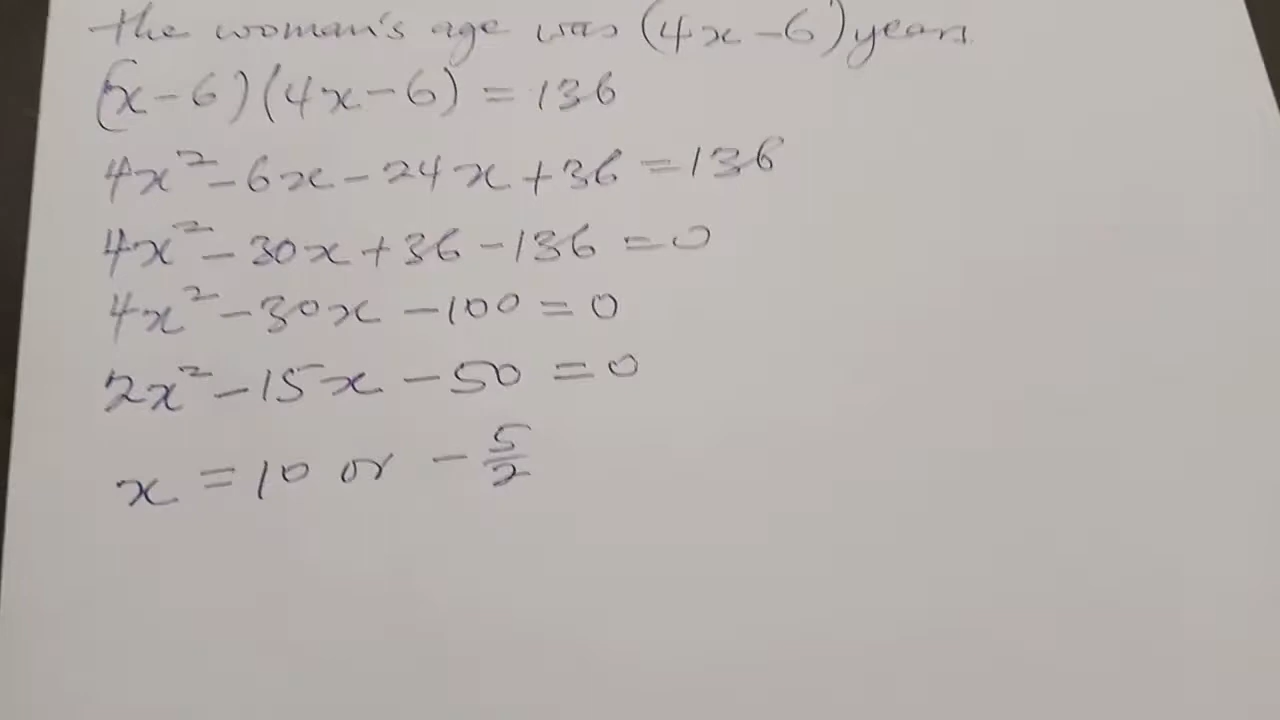 the woman's age was (4x-6) years.
(x-6)(4x-6) = 136
4x² - 6x - 24x + 36 = 136
4x² - 30x + 36 - 136 = 0
4x² - 30x - 100 = 0
2x² - 15x - 50 = 0
x = 10 or -5/2